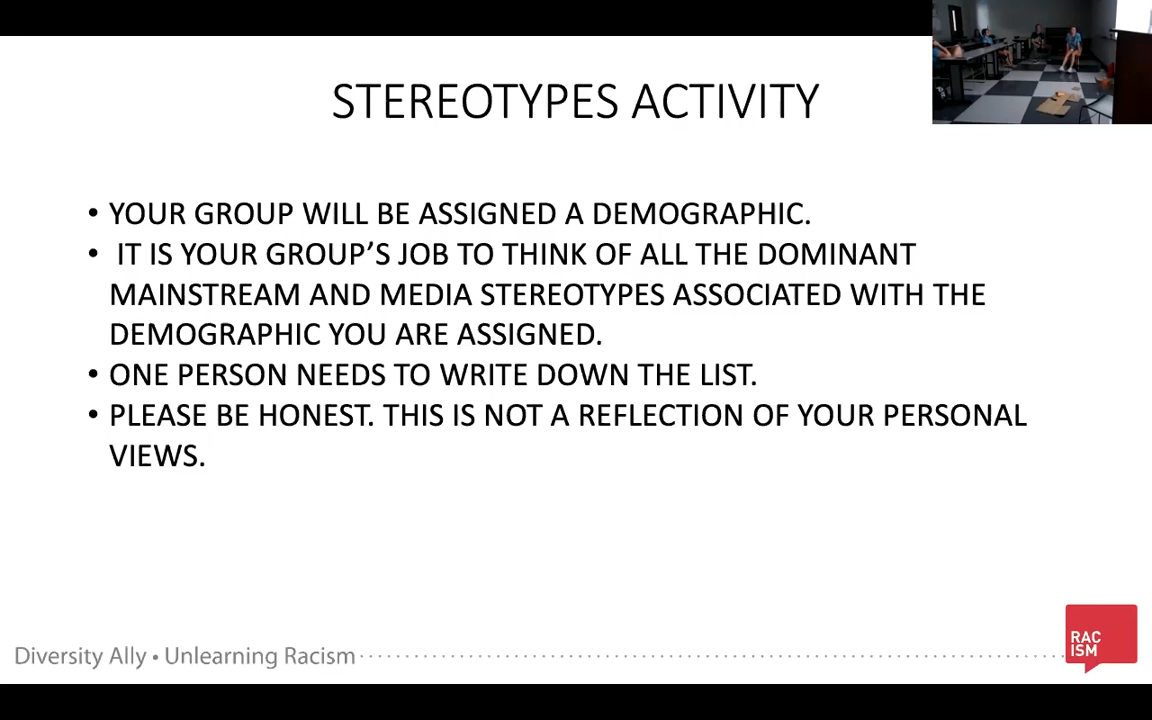 STEREOTYPES ACTIVITY
• YOUR GROUP WILL BE ASSIGNED A DEMOGRAPHIC.
• IT IS YOUR GROUP’S JOB TO THINK OF ALL THE DOMINANT
MAINSTREAM AND MEDIA STEREOTYPES ASSOCIATED WITH THE
DEMOGRAPHIC YOU ARE ASSIGNED.
• ONE PERSON NEEDS TO WRITE DOWN THE LIST.
• PLEASE BE HONEST. THIS IS NOT A REFLECTION OF YOUR PERSONAL
VIEWS.
Diversity Ally • Unlearning Racism
RAC
ISM